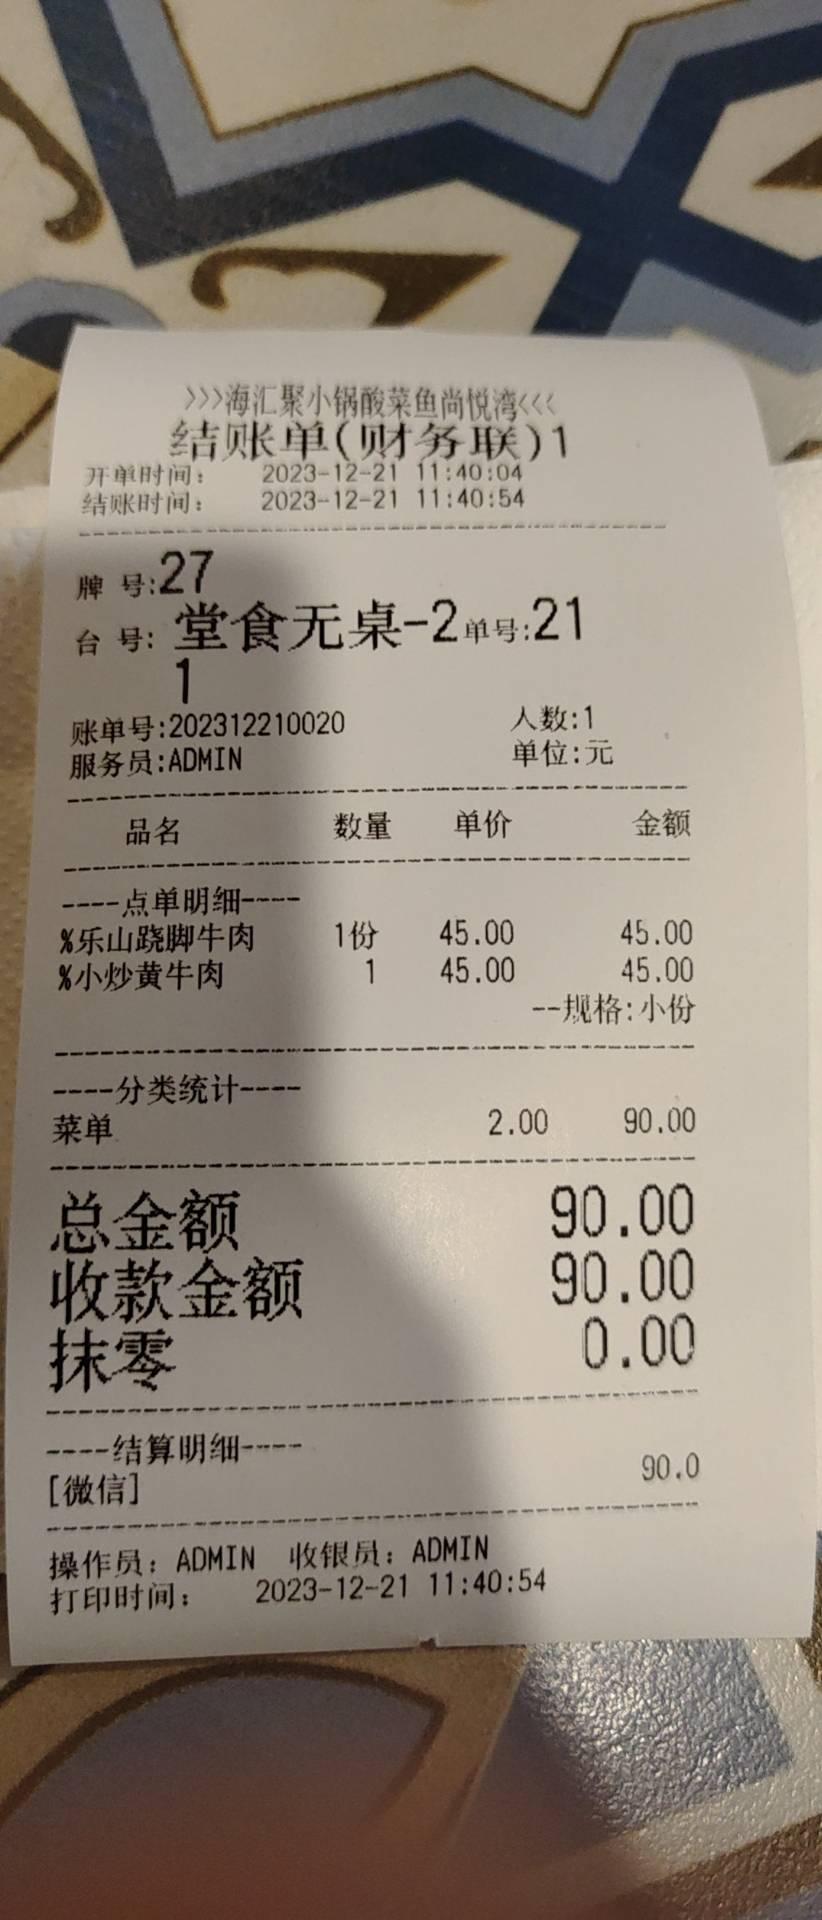 >>>海汇聚小锅酸菜鱼尚悦湾<<<
结账单(财务联)1
开单时间: 2023-12-21 11:40:04
结账时间: 2023-12-21 11:40:54
牌 号:27
台 号: 堂食无桌-2单号:21
1
账单号:202312210020 人数:1
服务员:ADMIN 单位:元
品名 数量 单价 金额
----点单明细----
%乐山跷脚牛肉 1份 45.00 45.00
%小炒黄牛肉 1 45.00 45.00
--规格:小份
----分类统计----
菜单 2.00 90.00
总金额 90.00
收款金额 90.00
抹零 0.00
----结算明细----
[微信] 90.0
操作员: ADMIN 收银员: ADMIN
打印时间: 2023-12-21 11:40:54